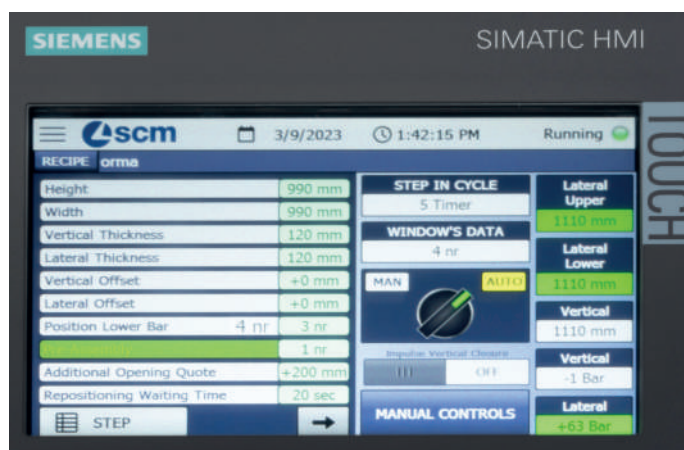 SIEMENS
SIMATIC HMI
TOUCH
scm
3/9/2023
1:42:15 PM
Running
RECIPE orma
Height 990 mm
Width 990 mm
Vertical Thickness 120 mm
Lateral Thickness 120 mm
Vertical Offset +0 mm
Lateral Offset +0 mm
Position Lower Bar 4 nr 3 nr
1 nr
Additional Opening Quote +200 mm
Repositioning Waiting Time 20 sec
STEP
STEP IN CYCLE
5 Timer
WINDOW'S DATA
4 nr
MAN AUTO
Impulse Vertical Closure
OFF
MANUAL CONTROLS
Lateral
Upper
1110 mm
Lateral
Lower
1110 mm
Vertical
1110 mm
Vertical
-1 Bar
Lateral
+63 Bar